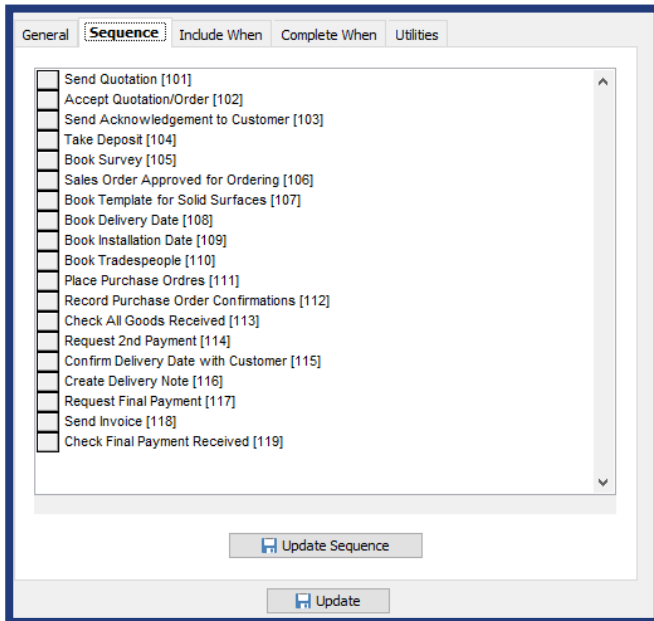 General Sequence Include When Complete When Utilities
Send Quotation [101]
Accept Quotation/Order [102]
Send Acknowledgement to Customer [103]
Take Deposit [104]
Book Survey [105]
Sales Order Approved for Ordering [106]
Book Template for Solid Surfaces [107]
Book Delivery Date [108]
Book Installation Date [109]
Book Tradespeople [110]
Place Purchase Ordres [111]
Record Purchase Order Confirmations [112]
Check All Goods Received [113]
Request 2nd Payment [114]
Confirm Delivery Date with Customer [115]
Create Delivery Note [116]
Request Final Payment [117]
Send Invoice [118]
Check Final Payment Received [119]
Update Sequence
Update